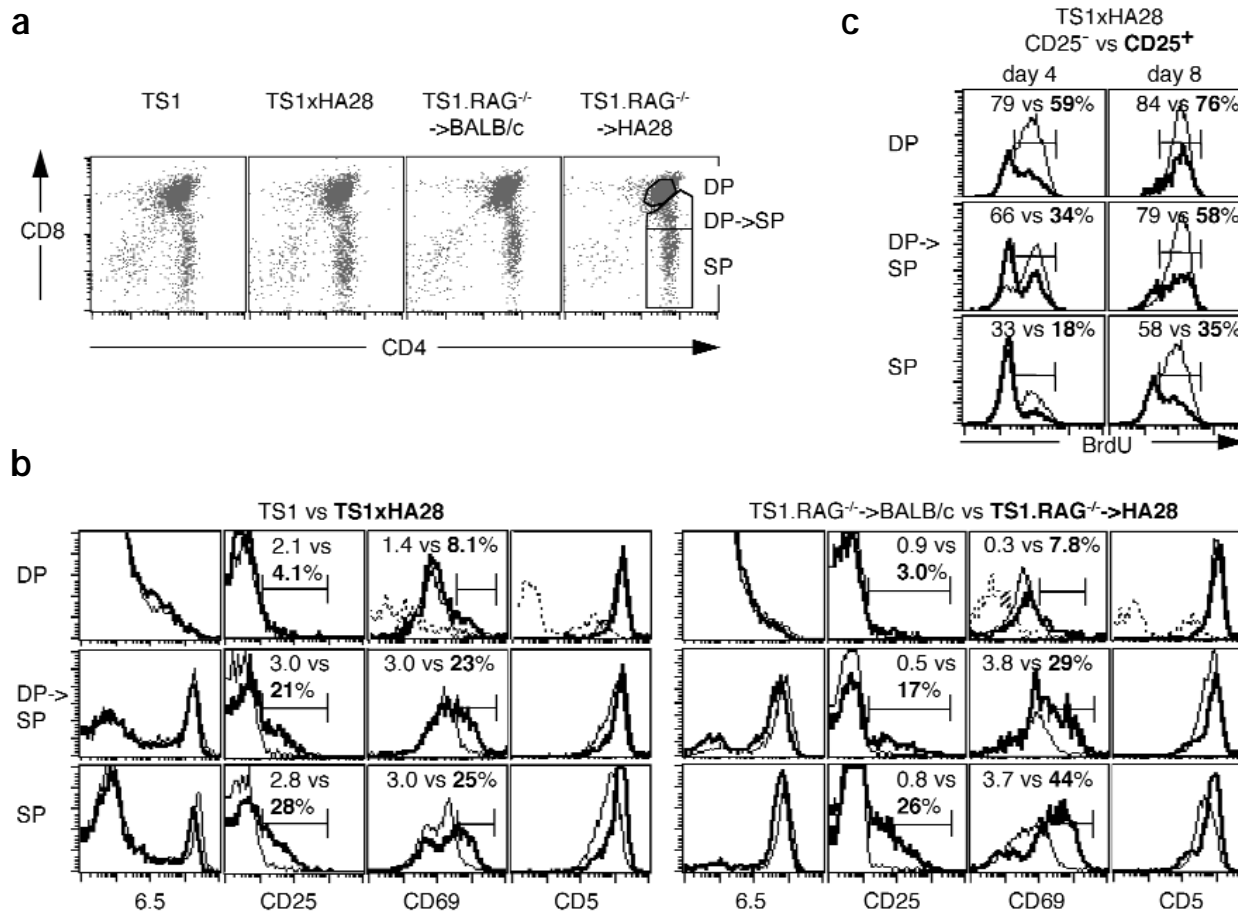 a
TS1
TS1xHA28
TS1.RAG-/-
->BALB/c
TS1.RAG-/-
->HA28
CD8
DP
DP->SP
SP
CD4
c
TS1xHA28
CD25- vs CD25+
day 4
day 8
DP
79 vs 59%
84 vs 76%
DP->
SP
66 vs 34%
79 vs 58%
SP
33 vs 18%
58 vs 35%
BrdU
b
TS1 vs TS1xHA28
DP
2.1 vs
4.1%
1.4 vs 8.1%
DP->
SP
3.0 vs
21%
3.0 vs 23%
SP
2.8 vs
28%
3.0 vs 25%
6.5
CD25
CD69
CD5
TS1.RAG-/-->BALB/c vs TS1.RAG-/-->HA28
0.9 vs
3.0%
0.3 vs 7.8%
0.5 vs
17%
3.8 vs 29%
0.8 vs
26%
3.7 vs 44%
6.5
CD25
CD69
CD5